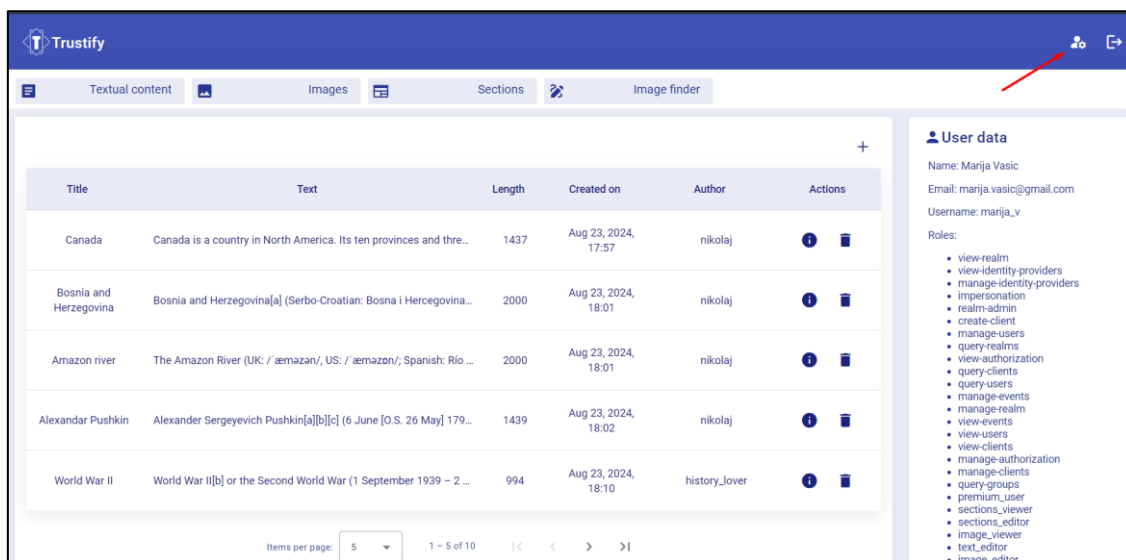 Trustify
Textual content
Images
Sections
Image finder
Title Text Length Created on Author Actions
Canada Canada is a country in North America. Its ten provinces and thre... 1437 Aug 23, 2024, 17:57 nikolaj
Bosnia and Herzegovina Bosnia and Herzegovina[a] (Serbo-Croatian: Bosna i Hercegovina... 2000 Aug 23, 2024, 18:01 nikolaj
Amazon river The Amazon River (UK: /ˈæməzən/, US: /ˈæməzɒn/; Spanish: Río ... 2000 Aug 23, 2024, 18:01 nikolaj
Alexandar Pushkin Alexander Sergeyevich Pushkin[a][b][c] (6 June [O.S. 26 May] 179... 1439 Aug 23, 2024, 18:02 nikolaj
World War II World War II[b] or the Second World War (1 September 1939 – 2 ... 994 Aug 23, 2024, 18:10 history_lover
Items per page: 5 1 – 5 of 10
User data
Name: Marija Vasic
Email: marija.vasic@gmail.com
Username: marija_v
Roles:
view-realm
view-identity-providers
manage-identity-providers
impersonation
realm-admin
create-client
manage-users
query-realms
view-authorization
query-clients
query-users
manage-events
manage-realm
view-events
view-users
view-clients
manage-authorization
manage-clients
query-groups
premium_user
sections_viewer
sections_editor
image_viewer
text_editor
image_editor